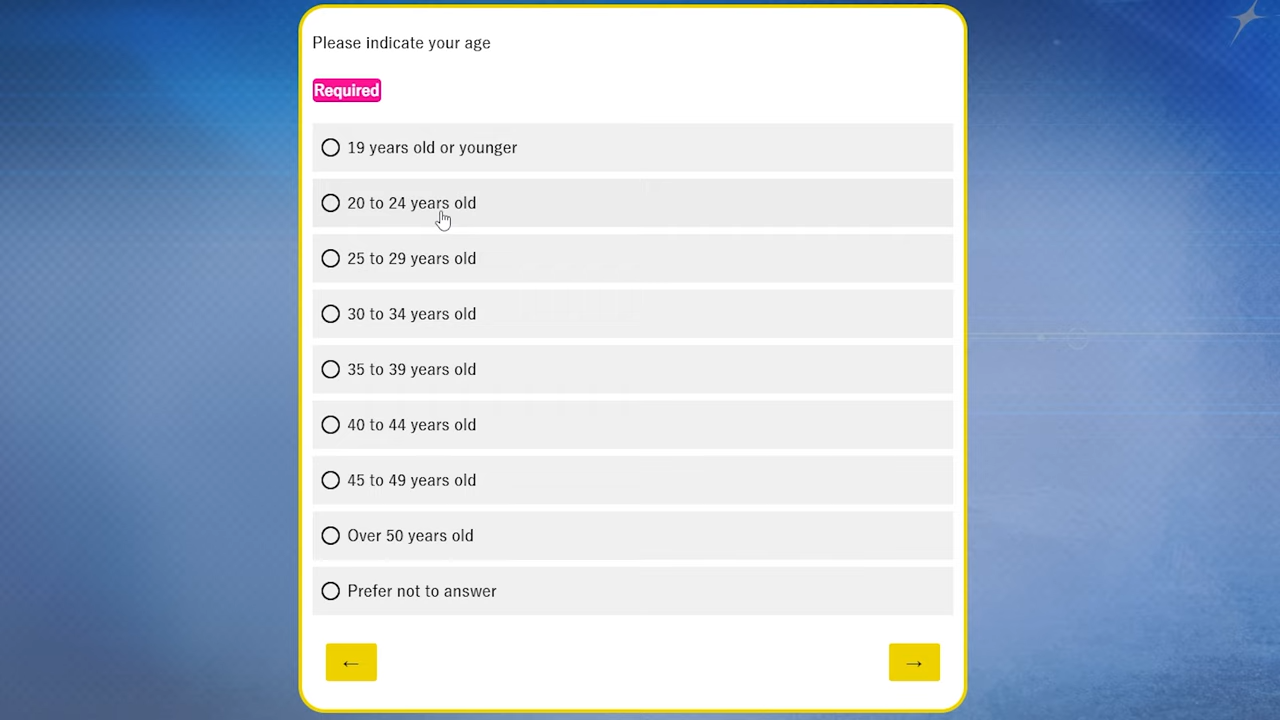 Please indicate your age
Required
19 years old or younger
20 to 24 years old
25 to 29 years old
30 to 34 years old
35 to 39 years old
40 to 44 years old
45 to 49 years old
Over 50 years old
Prefer not to answer
← →